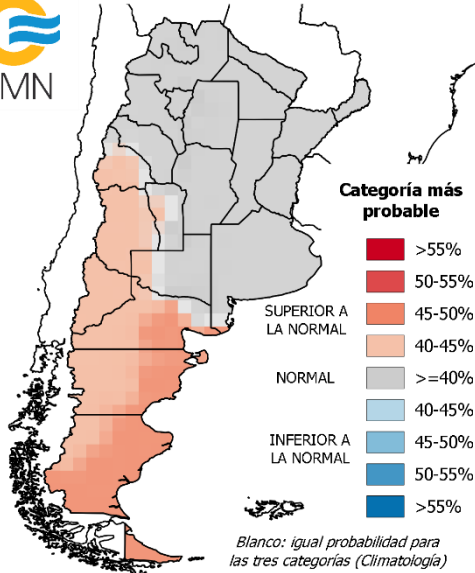 MN
Categoría más
probable
>55%
50-55%
SUPERIOR A
LA NORMAL
45-50%
40-45%
NORMAL
>=40%
40-45%
INFERIOR A
LA NORMAL
45-50%
50-55%
>55%
Blanco: igual probabilidad para
las tres categorías (Climatología)